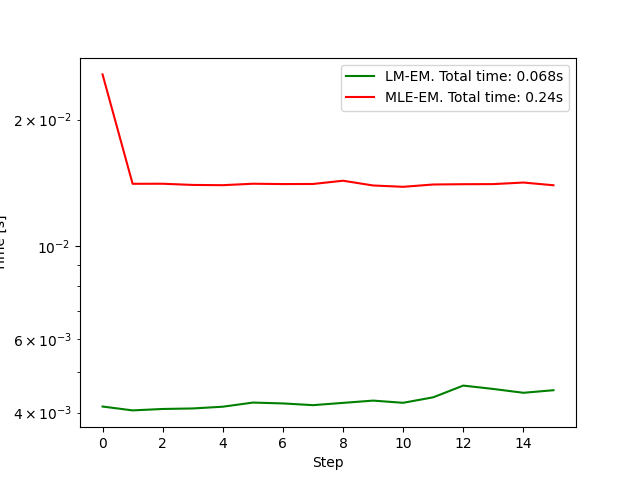 LM-EM. Total time: 0.068s
MLE-EM. Total time: 0.24s
2 × 10⁻²
10⁻²
6 × 10⁻³
4 × 10⁻³
0 2 4 6 8 10 12 14
Step